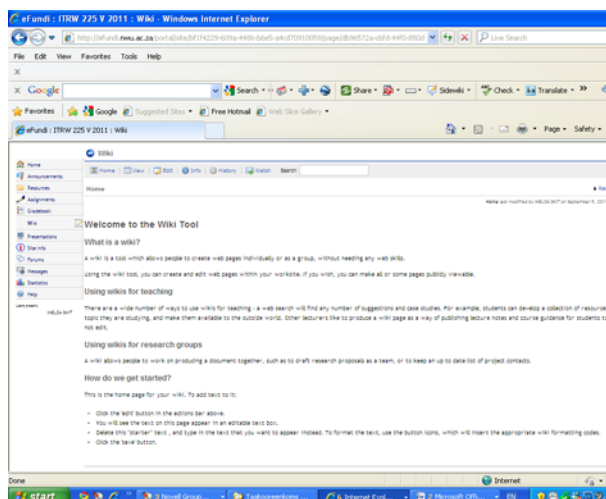 eFundi : ITRW 225 V 2011 : Wiki - Windows Internet Explorer
Live Search
File Edit View Favorites Tools Help
x
x Google Search Share Sidewiki Check Translate
Favorites Google Suggested Sites Free Hotmail Web Slice Gallery
eFundi : ITRW 225 V 2011 : Wiki Page Safety
Wiki
Home
Announcements
Resources
Assignments
Gradebook
Wiki
Presentations
Site Info
Forums
Messages
Statistics
Help
Home View Edit Info History Watch Search
Home
Home last modified by
Welcome to the Wiki Tool
What is a wiki?
A wiki is a tool which allows people to create web pages individually or as a group, without needing any web skills.
Using the wiki tool, you can create and edit web pages within your worksite. If you wish, you can make all or some pages publicly viewable.
Using wikis for teaching
There are a wide number of ways to use wikis for teaching - a web search will find any number of suggestions and case studies. For example, students can develop a collection of resource
topic they are studying, and make them available to the outside world. Other lecturers like to produce a wiki page as a way of publishing lecture notes and course guidance for students to
not edit.
Using wikis for research groups
A wiki allows people to work on producing a document together, such as to draft research proposals as a team, or to keep an up to date list of project contacts.
How do we get started?
This is the home page for your wiki. To add text to it:
Click the 'edit' button in the actions bar above.
You will see the text on this page appear in an editable text box.
Delete this "starter" text , and type in the text that you want to appear instead. To format the text, use the button icons, which will insert the appropriate wiki formatting codes.
Click the 'save' button.
Done Internet
start 3 Novell Group... 6 Internet Expl... 2 Microsoft Offi... EN